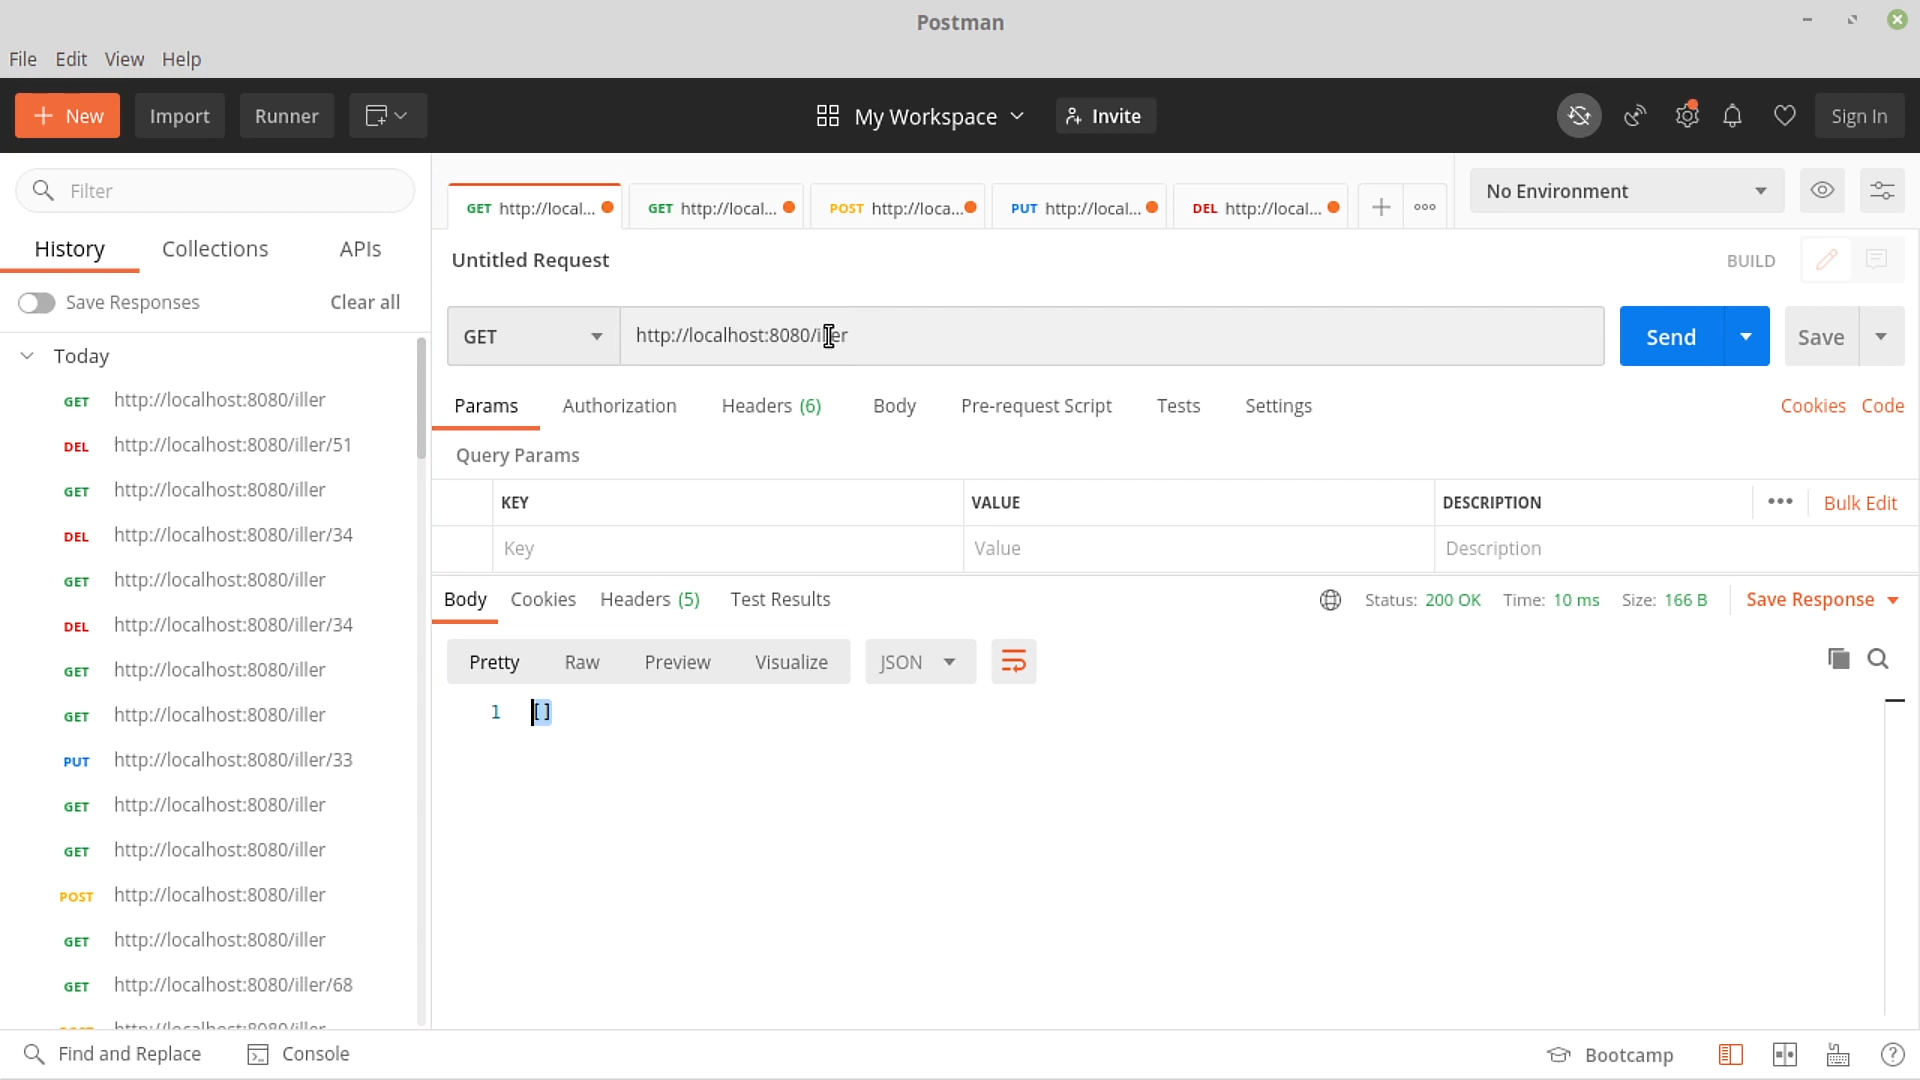 Postman
File Edit View Help
New Import Runner My Workspace Invite Sign In
Filter
History Collections APIs
Save Responses Clear all
Today
GET http://localhost:8080/iller
DEL http://localhost:8080/iller/51
GET http://localhost:8080/iller
DEL http://localhost:8080/iller/34
GET http://localhost:8080/iller
DEL http://localhost:8080/iller/34
GET http://localhost:8080/iller
GET http://localhost:8080/iller
PUT http://localhost:8080/iller/33
GET http://localhost:8080/iller
GET http://localhost:8080/iller
POST http://localhost:8080/iller
GET http://localhost:8080/iller
GET http://localhost:8080/iller/68
GET http://local... GET http://local... POST http://loca... PUT http://local... DEL http://local...
No Environment
Untitled Request BUILD
GET http://localhost:8080/iller Send Save
Params Authorization Headers (6) Body Pre-request Script Tests Settings Cookies Code
Query Params
KEY VALUE DESCRIPTION Bulk Edit
Key Value Description
Body Cookies Headers (5) Test Results Status: 200 OK Time: 10 ms Size: 166 B Save Response
Pretty Raw Preview Visualize JSON
1 []
Find and Replace Console Bootcamp